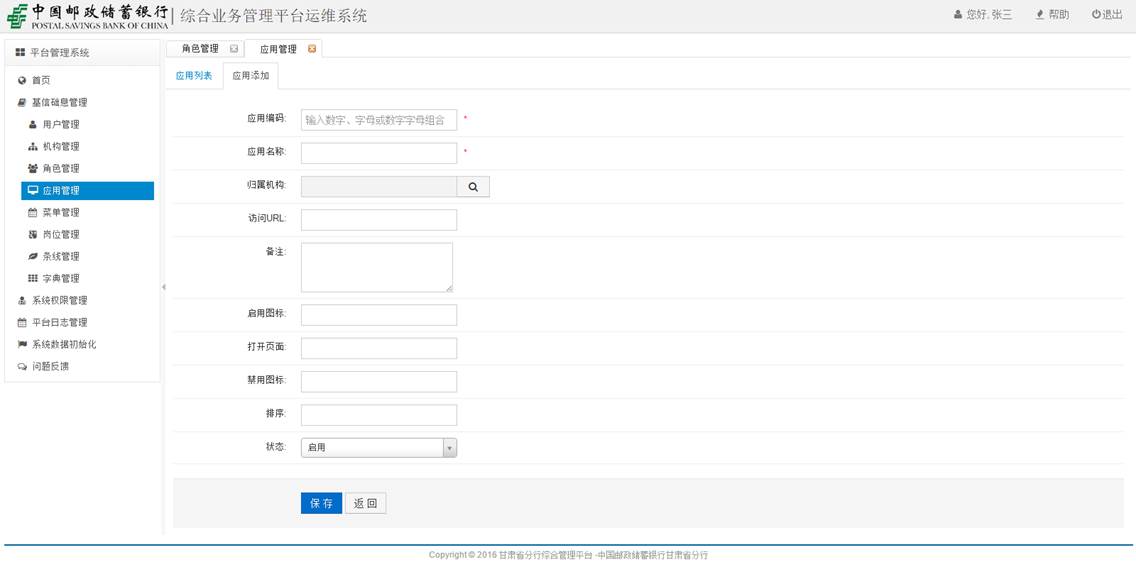 中国邮政储蓄银行 | 综合业务管理平台运维系统
POSTAL SAVINGS BANK OF CHINA
您好, 张三 帮助 退出
平台管理系统
首页
基信础息管理
用户管理
机构管理
角色管理
应用管理
菜单管理
岗位管理
条线管理
字典管理
系统权限管理
平台日志管理
系统数据初始化
问题反馈
角色管理 应用管理
应用列表 应用添加
应用编码: 输入数字、字母或数字字母组合 *
应用名称: *
归属机构:
访问URL:
备注:
启用图标:
打开页面:
禁用图标:
排序:
状态: 启用
保 存 返 回
Copyright © 2016 甘肃省分行综合管理平台 -中国邮政储蓄银行甘肃省分行